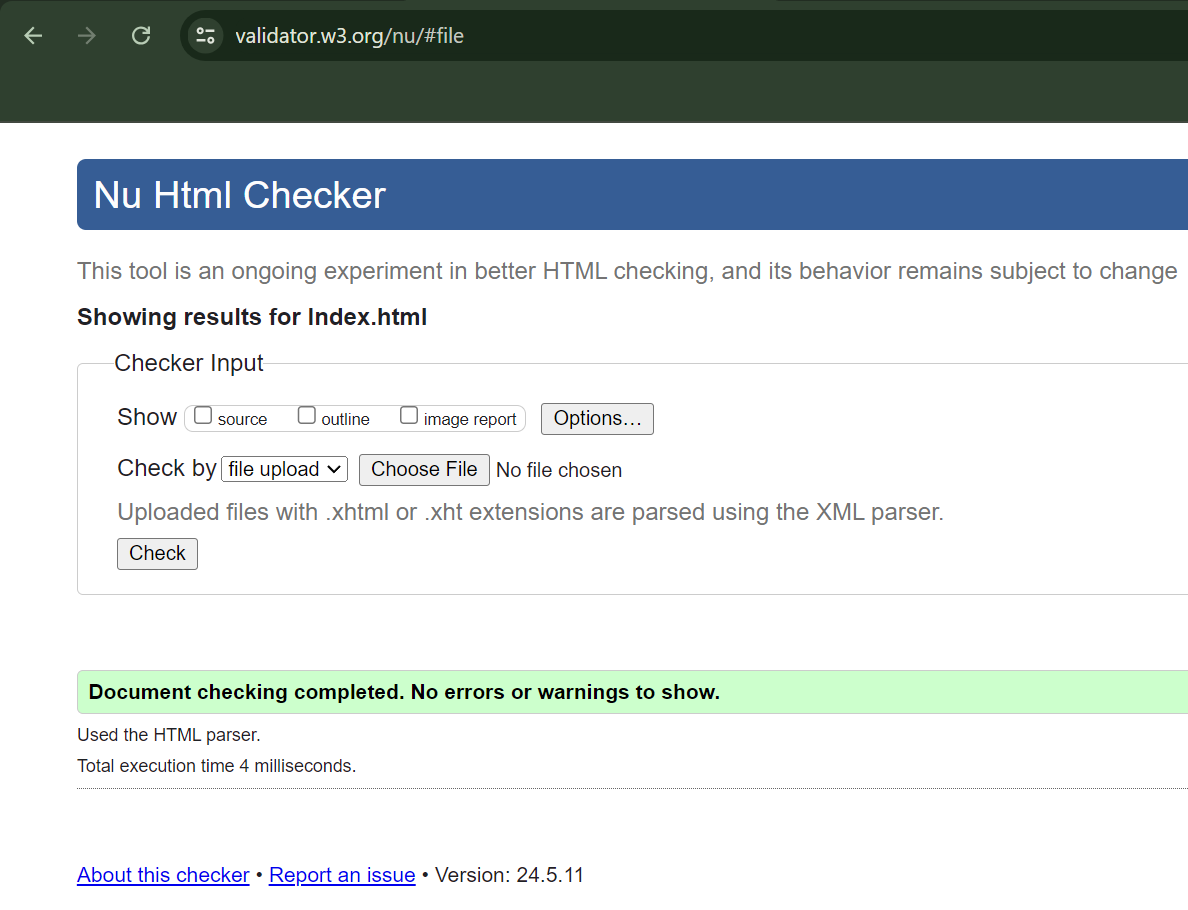 validator.w3.org/nu/#file
Nu Html Checker
This tool is an ongoing experiment in better HTML checking, and its behavior remains subject to change
Showing results for Index.html
Checker Input
Show source outline image report Options...
Check by file upload Choose File No file chosen
Uploaded files with .xhtml or .xht extensions are parsed using the XML parser.
Check
Document checking completed. No errors or warnings to show.
Used the HTML parser.
Total execution time 4 milliseconds.
About this checker • Report an issue • Version: 24.5.11